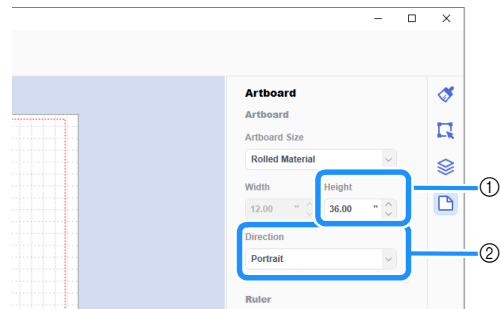 Artboard
Artboard
Artboard Size
Rolled Material
Width Height
12.00 " 36.00 "
①
Direction
Portrait
②
Ruler